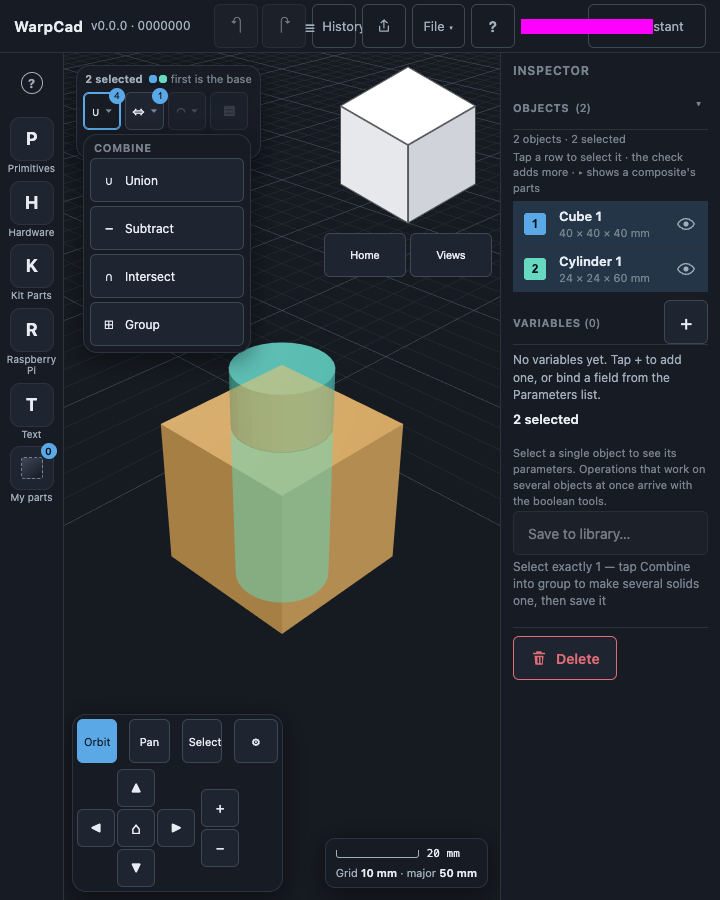 WarpCad v0.0.0 · 0000000
≡ History
File ▾
?
stant
?
P
Primitives
H
Hardware
K
Kit Parts
R
Raspberry
Pi
T
Text
0
My parts
2 selected first is the base
4
1
COMBINE
∪ Union
− Subtract
∩ Intersect
⊞ Group
Home
Views
Orbit
Pan
Select
+
−
20 mm
Grid 10 mm · major 50 mm
INSPECTOR
OBJECTS (2)
2 objects · 2 selected
Tap a row to select it · the check
adds more · ▸ shows a composite's
parts
1
Cube 1
40 × 40 × 40 mm
2
Cylinder 1
24 × 24 × 60 mm
VARIABLES (0)
+
No variables yet. Tap + to add
one, or bind a field from the
Parameters list.
2 selected
Select a single object to see its
parameters. Operations that work on
several objects at once arrive with
the boolean tools.
Save to library…
Select exactly 1 — tap Combine
into group to make several solids
one, then save it
Delete